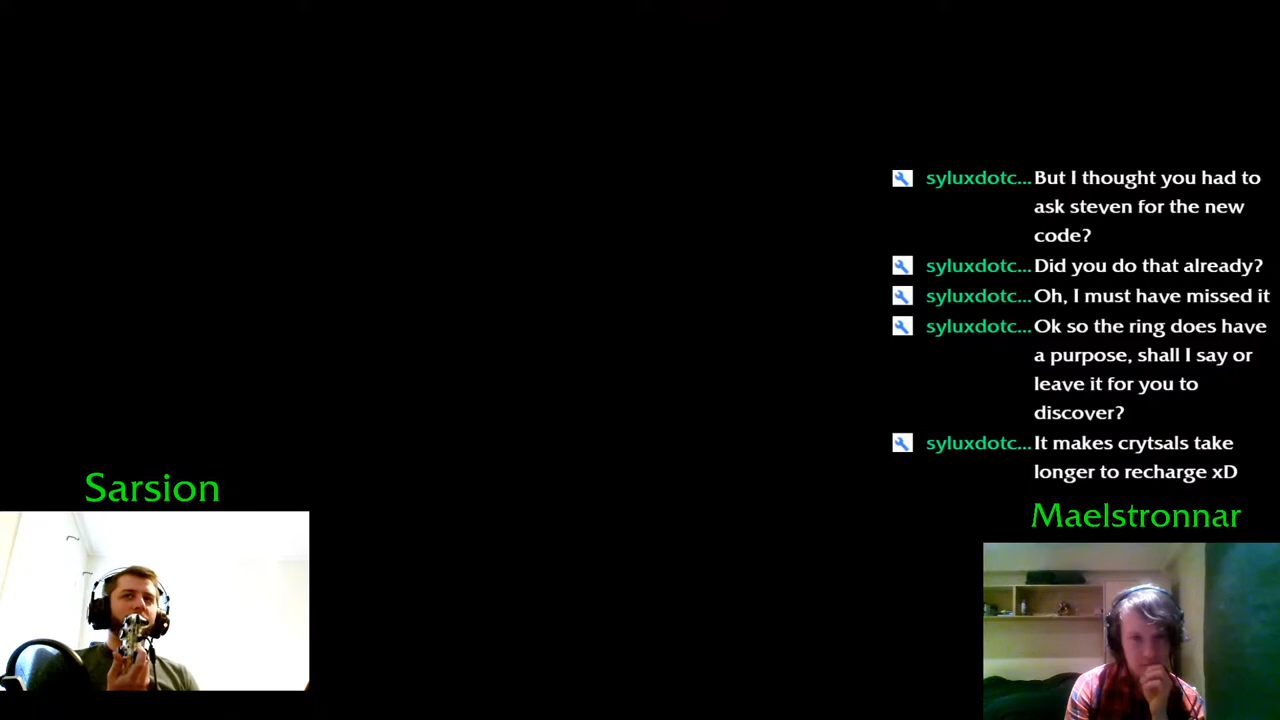 syluxdotc... But I thought you had to
ask steven for the new
code?
syluxdotc... Did you do that already?
syluxdotc... Oh, I must have missed it
syluxdotc... Ok so the ring does have
a purpose, shall I say or
leave it for you to
discover?
syluxdotc... It makes crytsals take
longer to recharge xD
Sarsion
Maelstronnar